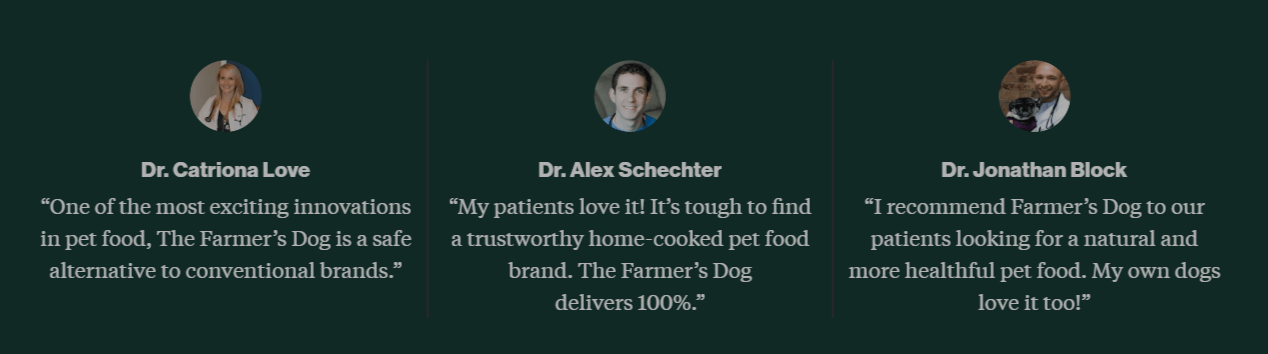 Dr. Catriona Love
“One of the most exciting innovations
in pet food, The Farmer’s Dog is a safe
alternative to conventional brands.”
Dr. Alex Schechter
“My patients love it! It’s tough to find
a trustworthy home-cooked pet food
brand. The Farmer’s Dog
delivers 100%.”
Dr. Jonathan Block
“I recommend Farmer’s Dog to our
patients looking for a natural and
more healthful pet food. My own dogs
love it too!”